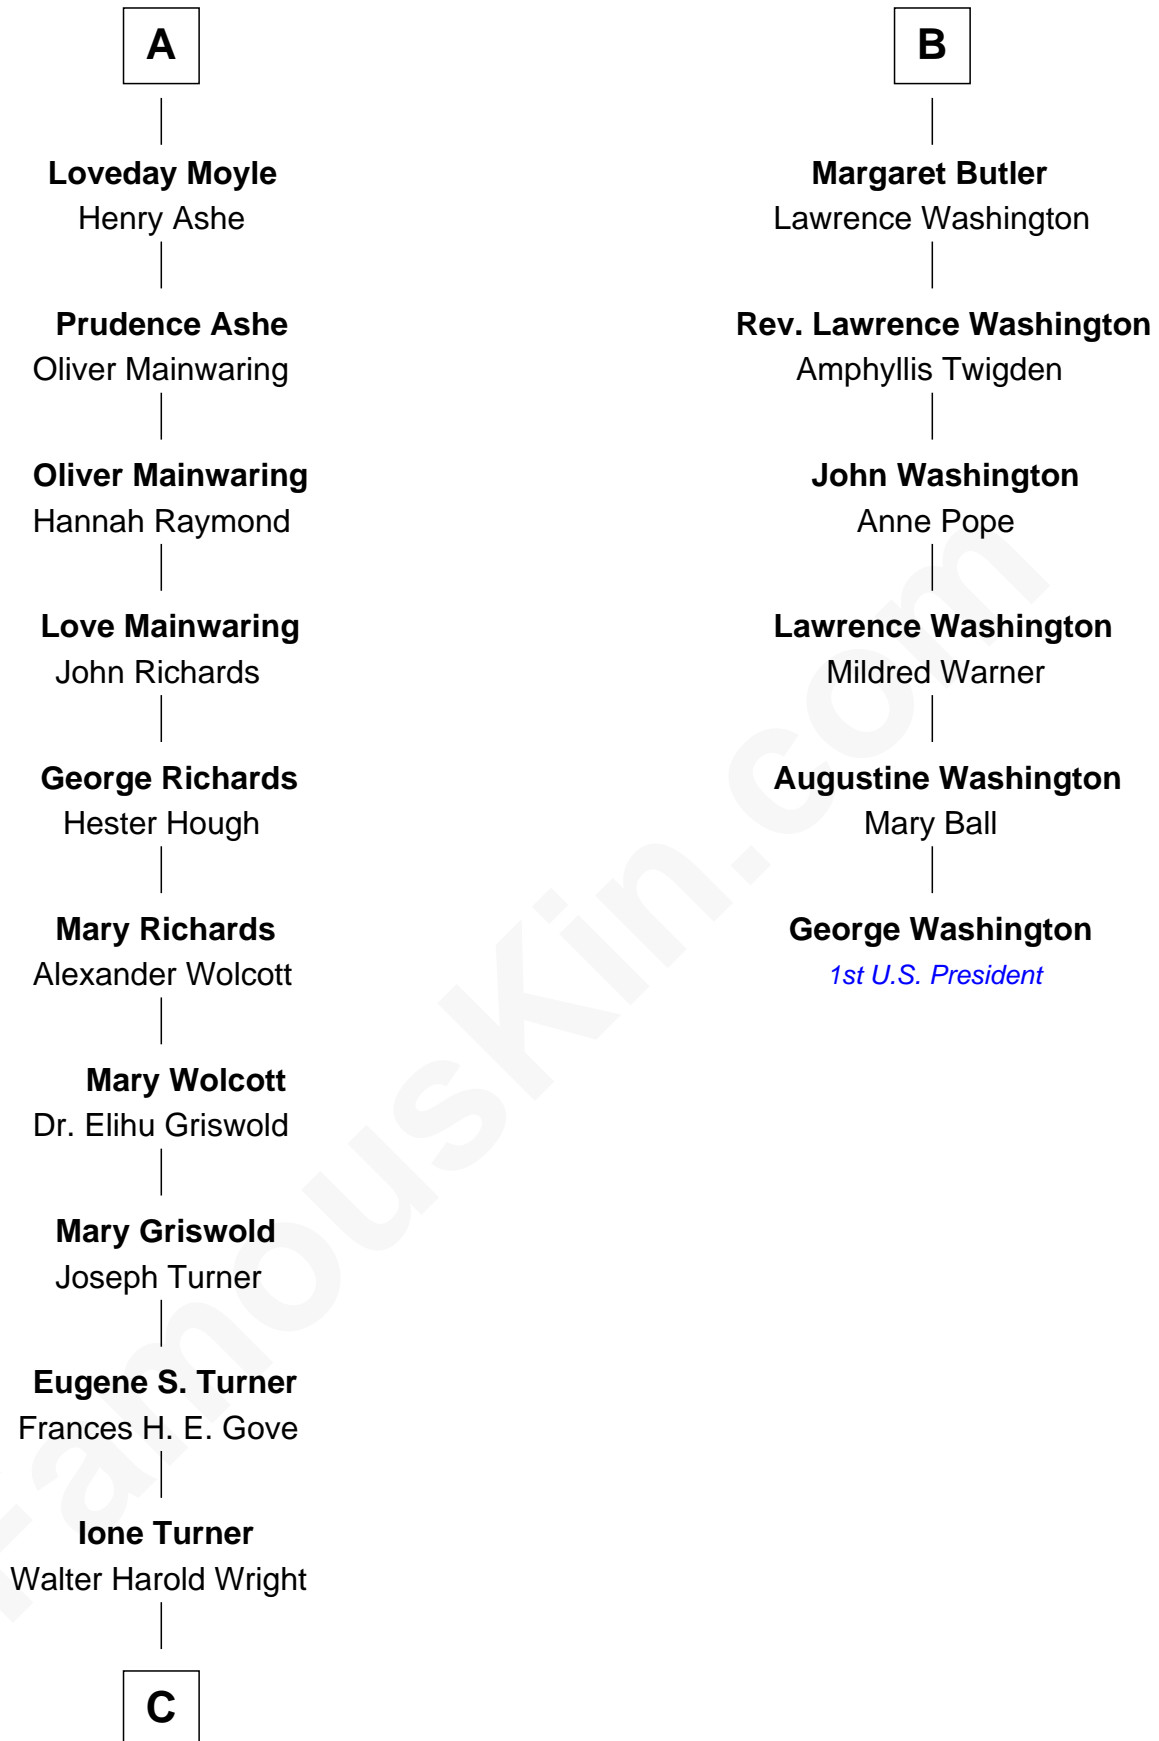 A
Loveday Moyle
Henry Ashe
Prudence Ashe
Oliver Mainwaring
Oliver Mainwaring
Hannah Raymond
Love Mainwaring
John Richards
George Richards
Hester Hough
Mary Richards
Alexander Wolcott
Mary Wolcott
Dr. Elihu Griswold
Mary Griswold
Joseph Turner
Eugene S. Turner
Frances H. E. Gove
Ione Turner
Walter Harold Wright
C
B
Margaret Butler
Lawrence Washington
Rev. Lawrence Washington
Amphyllis Twigden
John Washington
Anne Pope
Lawrence Washington
Mildred Warner
Augustine Washington
Mary Ball
George Washington
1st U.S. President
FamousKin.com